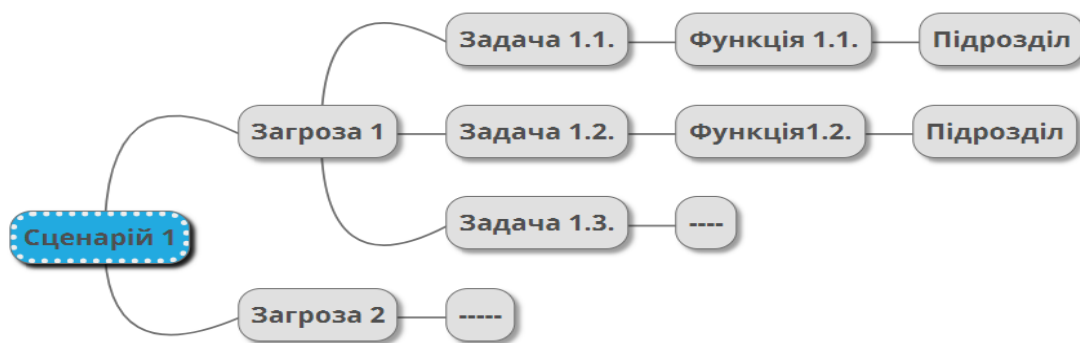 Задача 1.1.
Функція 1.1.
Підрозділ
Загроза 1
Задача 1.2.
Функція1.2.
Підрозділ
Задача 1.3.
----
Сценарій 1
Загроза 2
-----